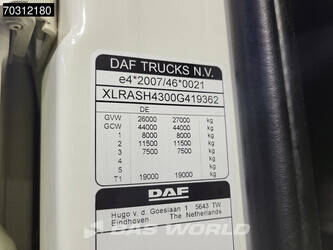 70312180
DAF TRUCKS N.V.
e4*2007/46*0021
XLRASH4300G419362
DE
GVW 26000 27000 kg
GCW 44000 44000 kg
1 8000 8000 kg
2 11500 11500 kg
3 7500 7500 kg
4 kg
5 kg
T1 19000 19000 kg
DAF
Hugo v. d. Goeslaan 1 5643 TW
Eindhoven The Netherlands
BAS WORLD